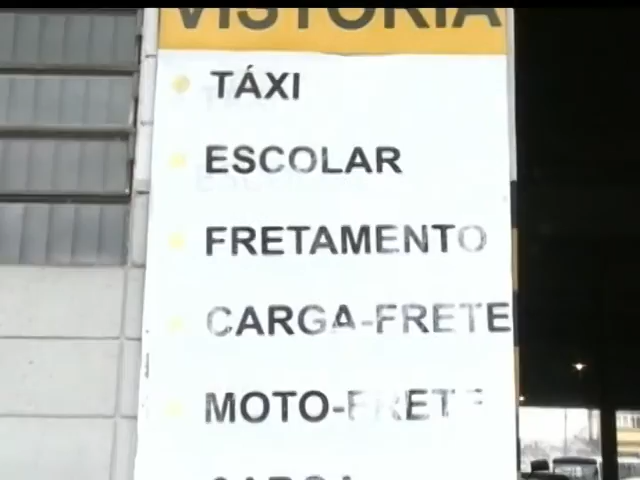 VISTORIA
TÁXI
ESCOLAR
FRETAMENTO
CARGA-FRETE
MOTO-FRETE